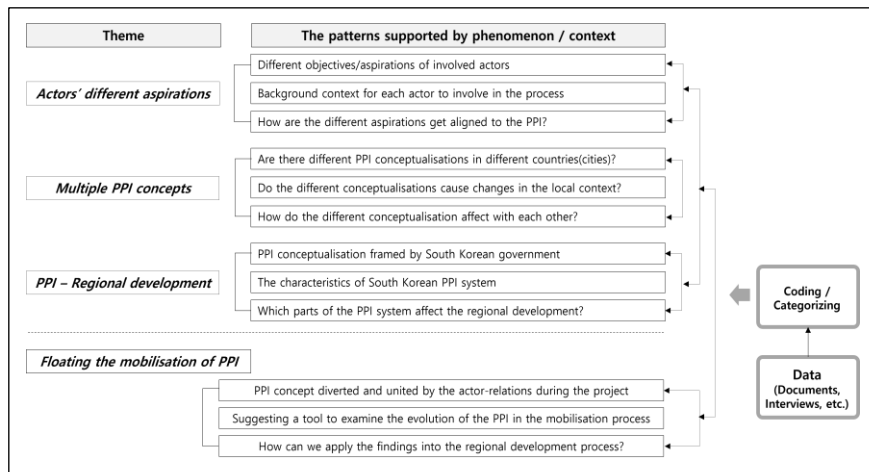 Theme
The patterns supported by phenomenon / context
Actors' different aspirations
Different objectives/aspirations of involved actors
Background context for each actor to involve in the process
How are the different aspirations get aligned to the PPI?
Multiple PPI concepts
Are there different PPI conceptualisations in different countries(cities)?
Do the different conceptualisations cause changes in the local context?
How do the different conceptualisation affect with each other?
PPI – Regional development
PPI conceptualisation framed by South Korean government
The characteristics of South Korean PPI system
Which parts of the PPI system affect the regional development?
Floating the mobilisation of PPI
PPI concept diverted and united by the actor-relations during the project
Suggesting a tool to examine the evolution of the PPI in the mobilisation process
How can we apply the findings into the regional development process?
Coding /
Categorizing
Data
(Documents,
Interviews, etc.)